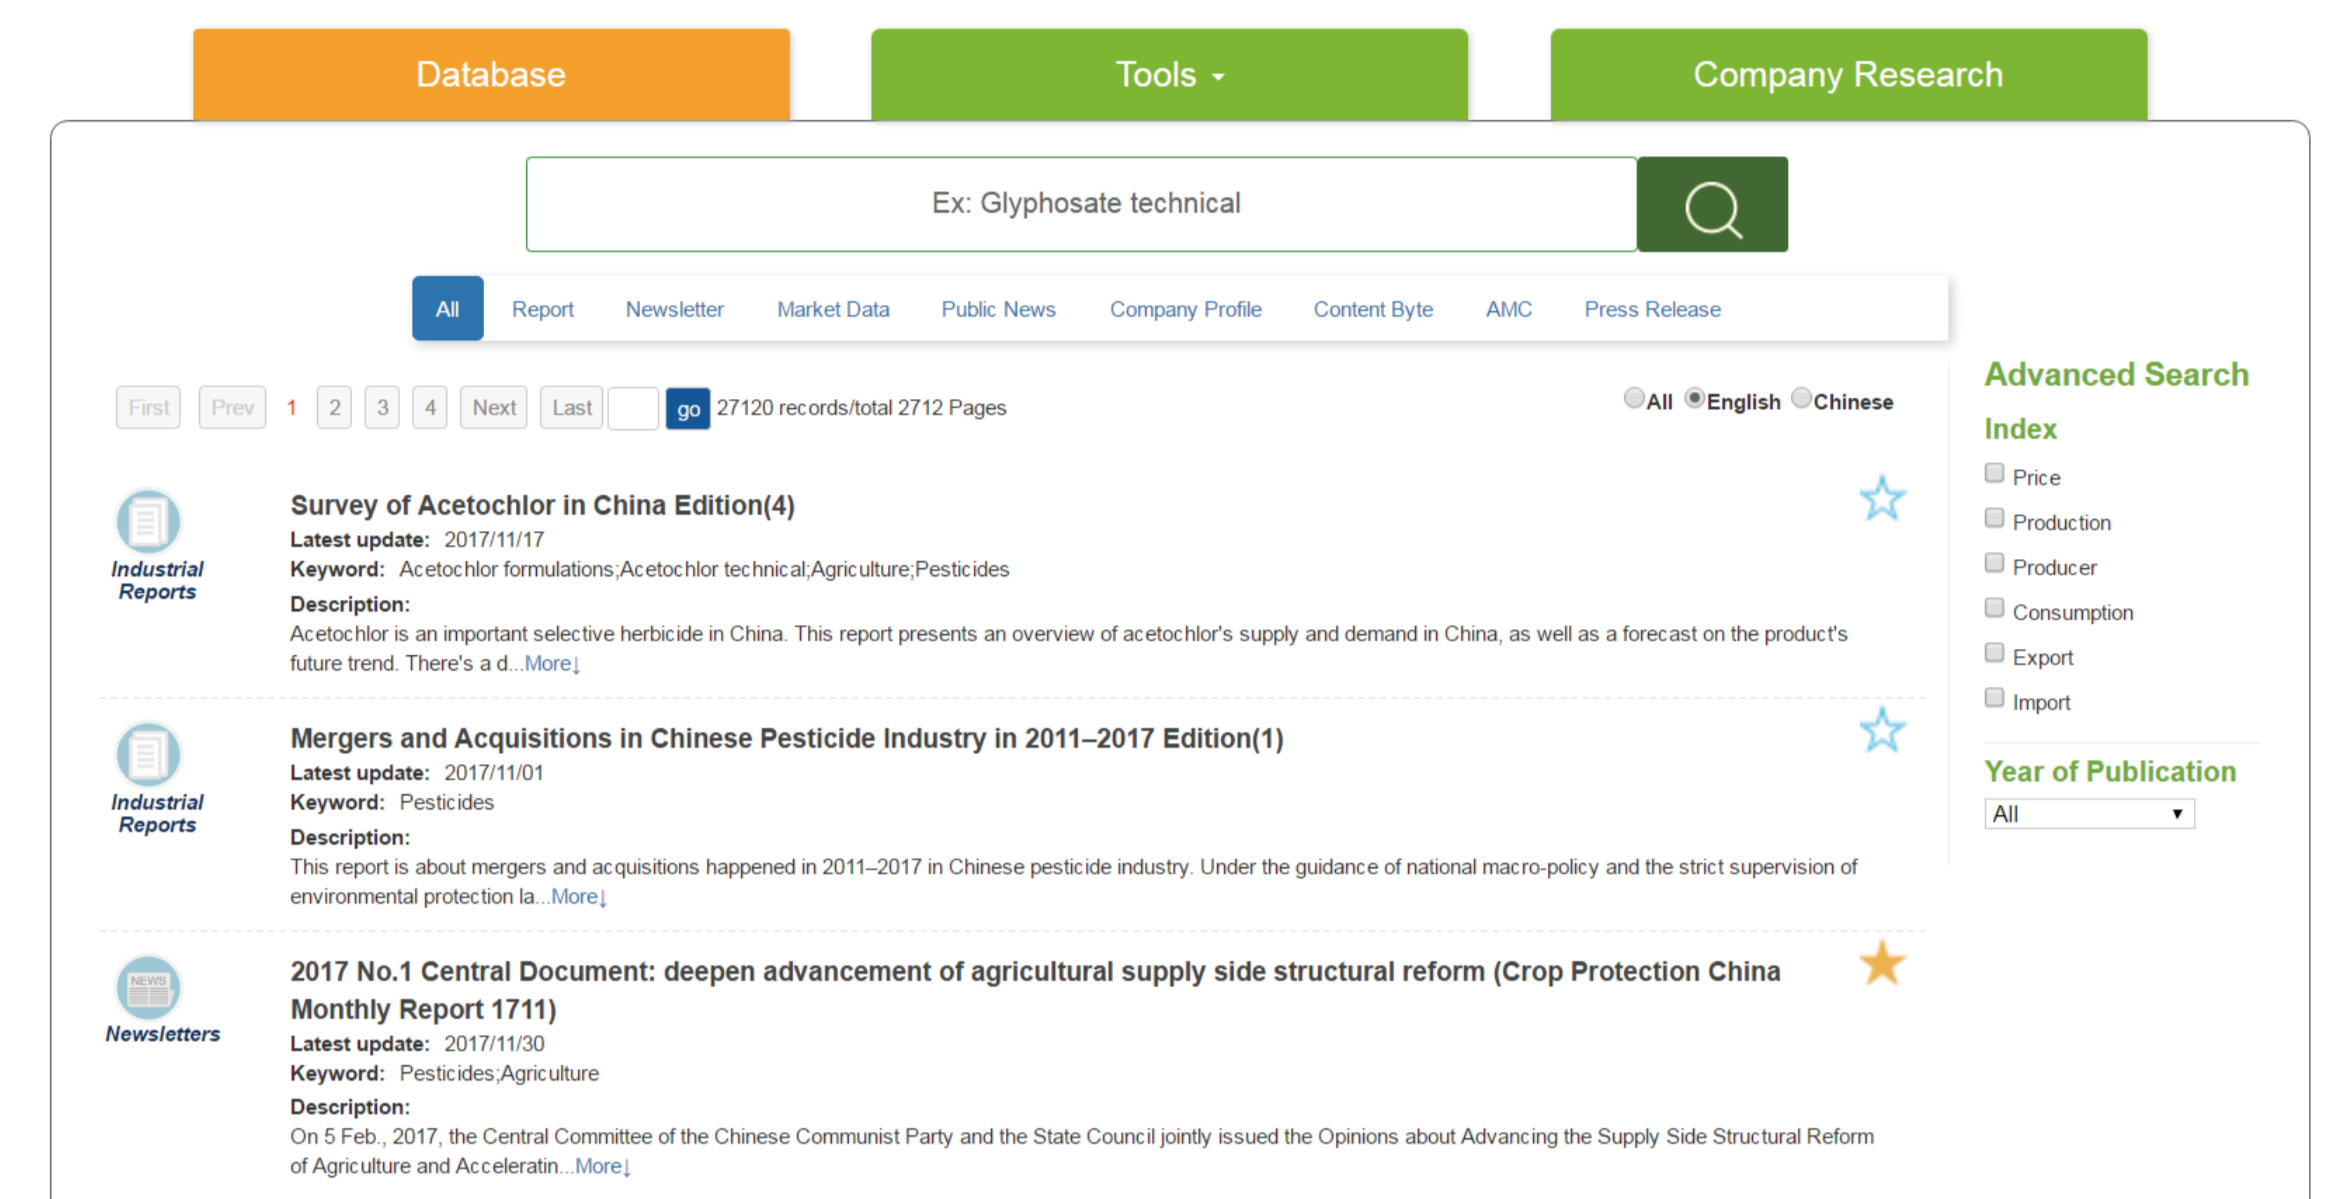 Database
Tools
Company Research
Ex: Glyphosate technical
All Report Newsletter Market Data Public News Company Profile Content Byte AMC Press Release
First Prev 1 2 3 4 Next Last go 27120 records/total 2712 Pages
All English Chinese
Survey of Acetochlor in China Edition(4)
Latest update: 2017/11/17
Keyword: Acetochlor formulations;Acetochlor technical;Agriculture;Pesticides
Industrial
Reports
Description:
Acetochlor is an important selective herbicide in China. This report presents an overview of acetochlor's supply and demand in China, as well as a forecast on the product's
future trend. There's a d...More↓
Mergers and Acquisitions in Chinese Pesticide Industry in 2011–2017 Edition(1)
Latest update: 2017/11/01
Keyword: Pesticides
Industrial
Reports
Description:
This report is about mergers and acquisitions happened in 2011–2017 in Chinese pesticide industry. Under the guidance of national macro-policy and the strict supervision of
environmental protection la...More↓
2017 No.1 Central Document: deepen advancement of agricultural supply side structural reform (Crop Protection China
Monthly Report 1711)
NEWS
Newsletters
Latest update: 2017/11/30
Keyword: Pesticides;Agriculture
Description:
On 5 Feb., 2017, the Central Committee of the Chinese Communist Party and the State Council jointly issued the Opinions about Advancing the Supply Side Structural Reform
of Agriculture and Acceleratin...More↓
Advanced Search
Index
Price
Production
Producer
Consumption
Export
Import
Year of Publication
All